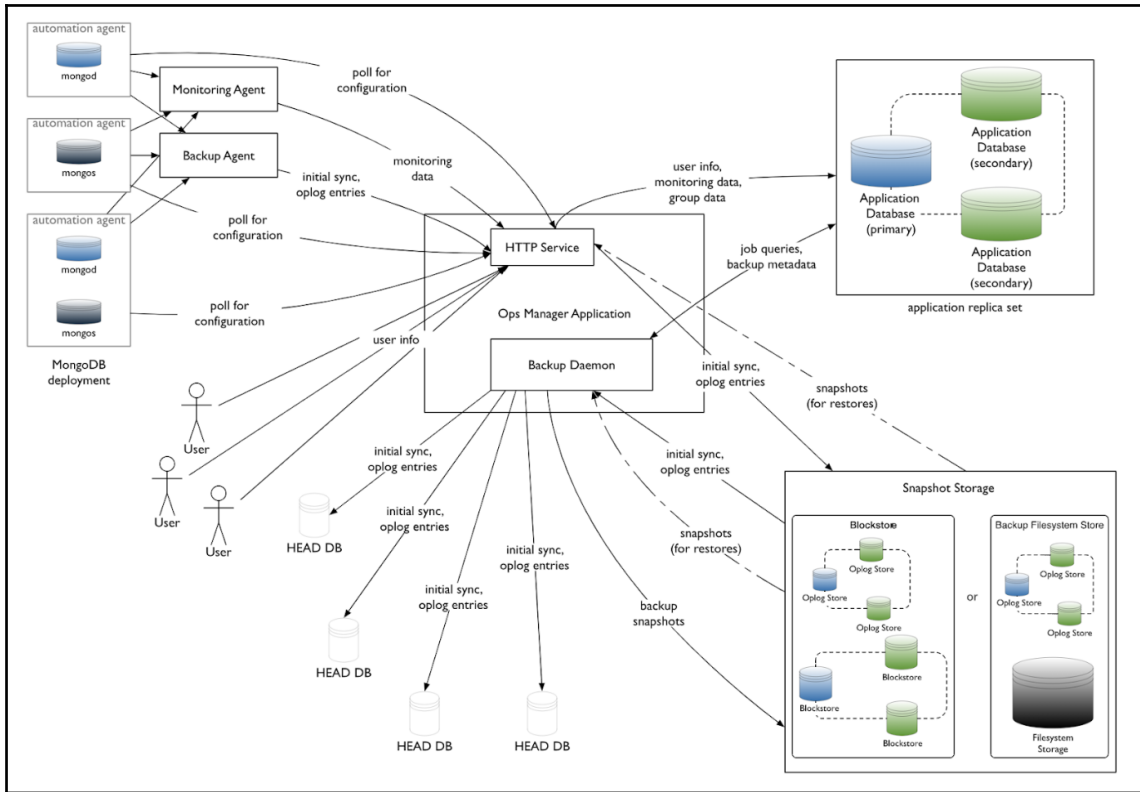 automation agent
mongod
automation agent
mongos
automation agent
mongod
mongos
MongoDB
deployment
Monitoring Agent
Backup Agent
poll for
configuration
monitoring
data
initial sync,
oplog entries
poll for
configuration
poll for
configuration
user info
User
User
User
HTTP Service
Ops Manager Application
Backup Daemon
user info,
monitoring data,
group data
job queries,
backup metadata
Application
Database
(primary)
Application
Database
(secondary)
Application
Database
(secondary)
application replica set
initial sync,
oplog entries
snapshots
(for restores)
initial sync,
oplog entries
snapshots
(for restores)
backup
snapshots
initial sync,
oplog entries
HEAD DB
initial sync,
oplog entries
HEAD DB
initial sync,
oplog entries
HEAD DB
initial sync,
oplog entries
HEAD DB
Snapshot Storage
Blockstore
Oplog Store
Oplog Store
Oplog Store
Blockstore
Blockstore
Blockstore
or
Backup Filesystem Store
Oplog Store
Oplog Store
Oplog Store
Filesystem
Storage